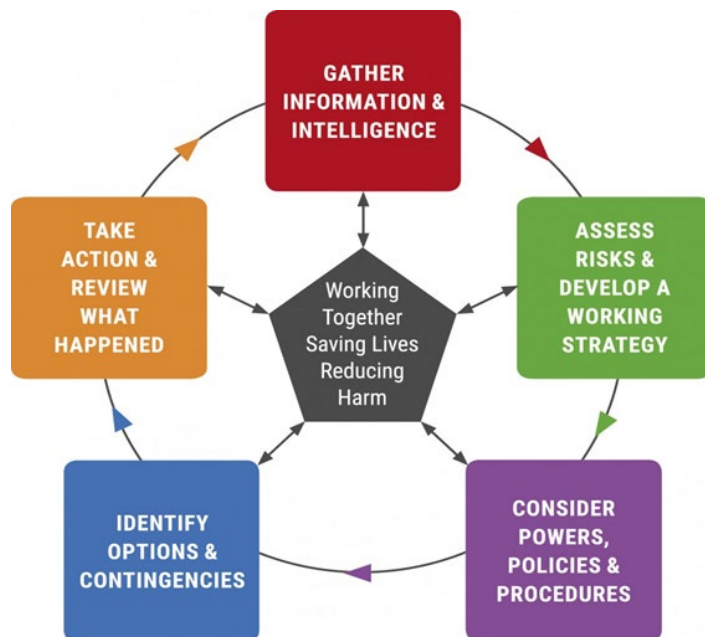 GATHER
INFORMATION &
INTELLIGENCE
ASSESS
RISKS &
DEVELOP A
WORKING
STRATEGY
CONSIDER
POWERS,
POLICIES &
PROCEDURES
IDENTIFY
OPTIONS &
CONTINGENCIES
TAKE
ACTION &
REVIEW
WHAT
HAPPENED
Working
Together
Saving Lives
Reducing
Harm